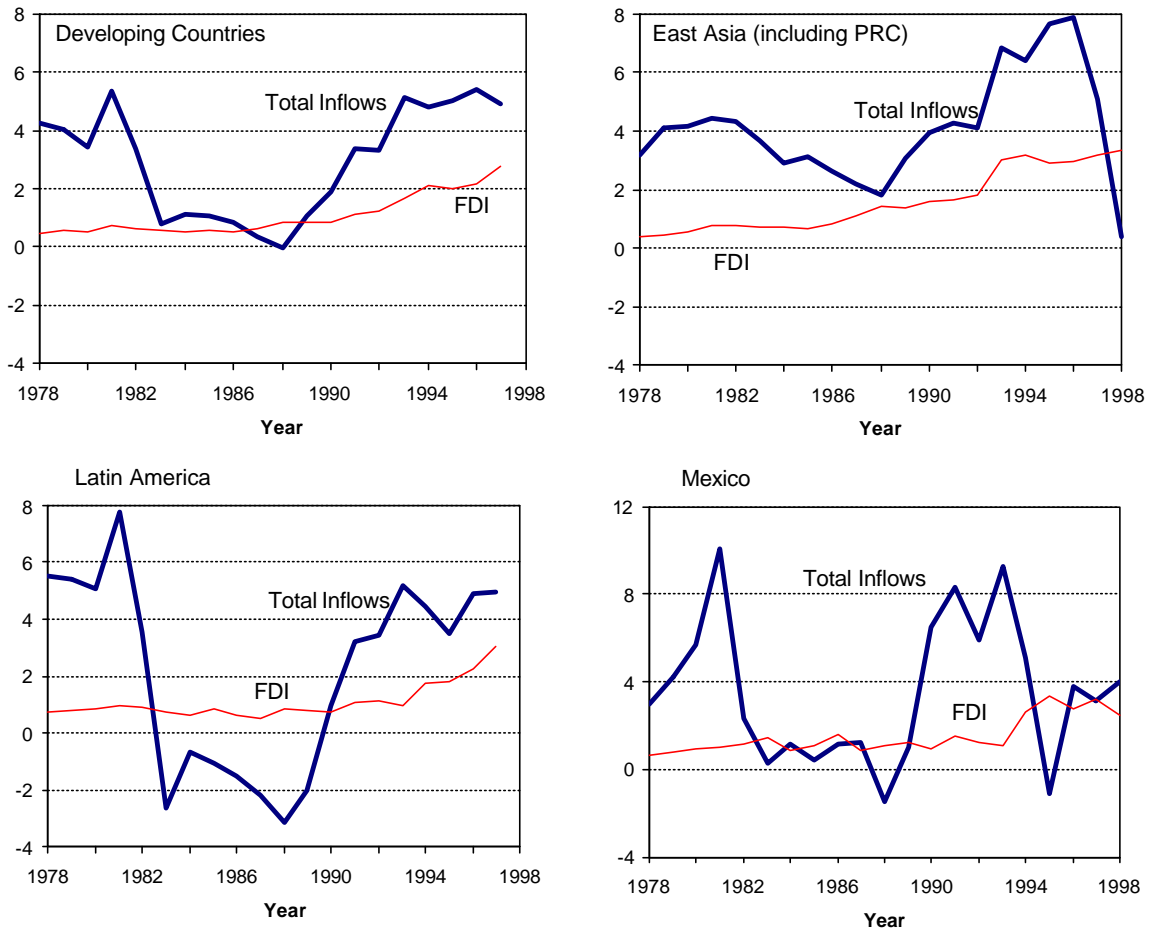 Developing Countries
8
6
4
2
0
-2
-4
Total Inflows
FDI
1978 1982 1986 1990 1994 1998
Year
East Asia (including PRC)
8
6
4
2
0
-2
-4
Total Inflows
FDI
1978 1982 1986 1990 1994 1998
Year
Latin America
8
6
4
2
0
-2
-4
Total Inflows
FDI
1978 1982 1986 1990 1994 1998
Year
Mexico
12
8
4
0
-4
Total Inflows
FDI
1978 1982 1986 1990 1994 1998
Year